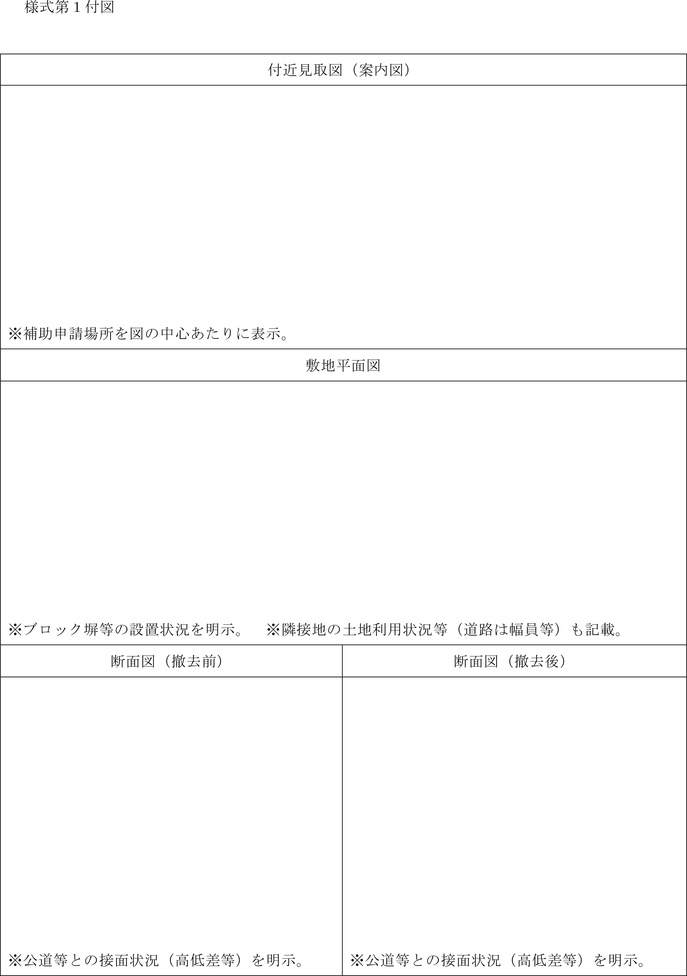 様式第１付図
付近見取図（案内図）
※補助申請場所を図の中心あたりに表示。
敷地平面図
※ブロック塀等の設置状況を明示。　※隣接地の土地利用状況等（道路は幅員等）も記載。
断面図（撤去前）
断面図（撤去後）
※公道等との接面状況（高低差等）を明示。
※公道等との接面状況（高低差等）を明示。